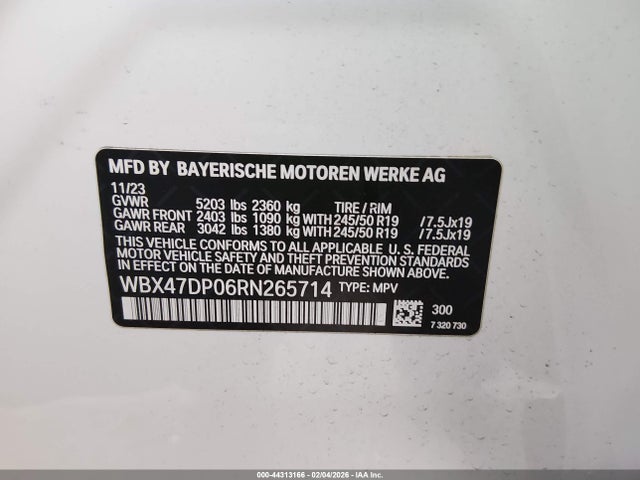 MFD BY BAYERISCHE MOTOREN WERKE AG
11/23
GVWR 5203 lbs 2360 kg TIRE / RIM
GAWR FRONT 2403 lbs 1090 kg WITH 245/50 R19 /7.5Jx19
GAWR REAR 3042 lbs 1380 kg WITH 245/50 R19 /7.5Jx19
THIS VEHICLE CONFORMS TO ALL APPLICABLE U. S. FEDERAL
MOTOR VEHICLE SAFETY, BUMPER, AND THEFT PREVENTION
STANDARDS IN EFFECT ON THE DATE OF MANUFACTURE SHOWN ABOVE.
WBX47DP06RN265714 TYPE: MPV
300
7 320 730
000-44313166 - 02/04/2026 - IAAI, Inc.